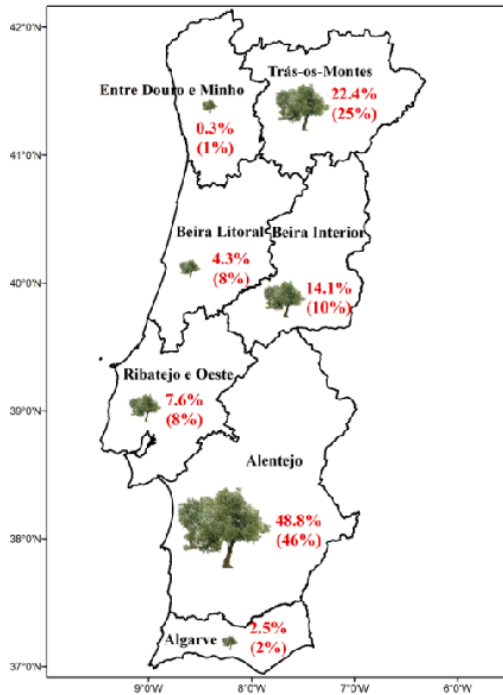 42°0'N
Trás-os-Montes
Entre Douro e Minho
22.4%
(25%)
0.3%
(1%)
41°0'N
Beira Litoral
Beira Interior
4.3%
(8%)
40°0'N
14.1%
(10%)
Ribatejo e Oeste
7.6%
(8%)
39°0'N
Alentejo
48.8%
(46%)
38°0'N
2.5%
(2%)
Algarve
37°0'N
9°0'W
8°0'W
7°0'W
6°0'W